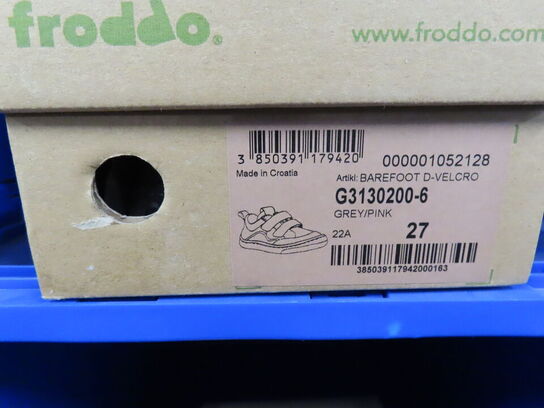 froddo®
www.froddo.com
3 850391 179420
000001052128
Made in Croatia
Artikl: BAREFOOT D-VELCRO
G3130200-6
GREY/PINK
22A
27
385039117942000163